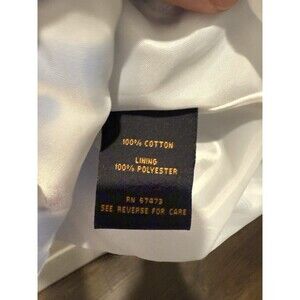 100% COTTON
LINING
100% POLYESTER
RN 67473
SEE REVERSE FOR CARE